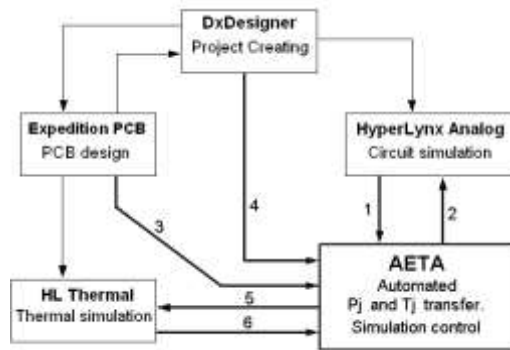 DxDesigner
Project Creating
Expedition PCB
PCB design
HyperLynx Analog
Circuit simulation
3
4
1
2
AETA
Automated
Pj and Tj transfer.
Simulation control
HL Thermal
Thermal simulation
5
6